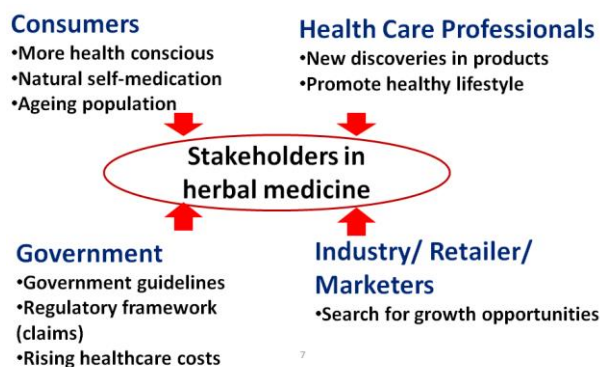 Consumers
•More health conscious
•Natural self-medication
•Ageing population
Health Care Professionals
•New discoveries in products
•Promote healthy lifestyle
Stakeholders in
herbal medicine
Government
•Government guidelines
•Regulatory framework
(claims)
•Rising healthcare costs
Industry/ Retailer/
Marketers
•Search for growth opportunities
7